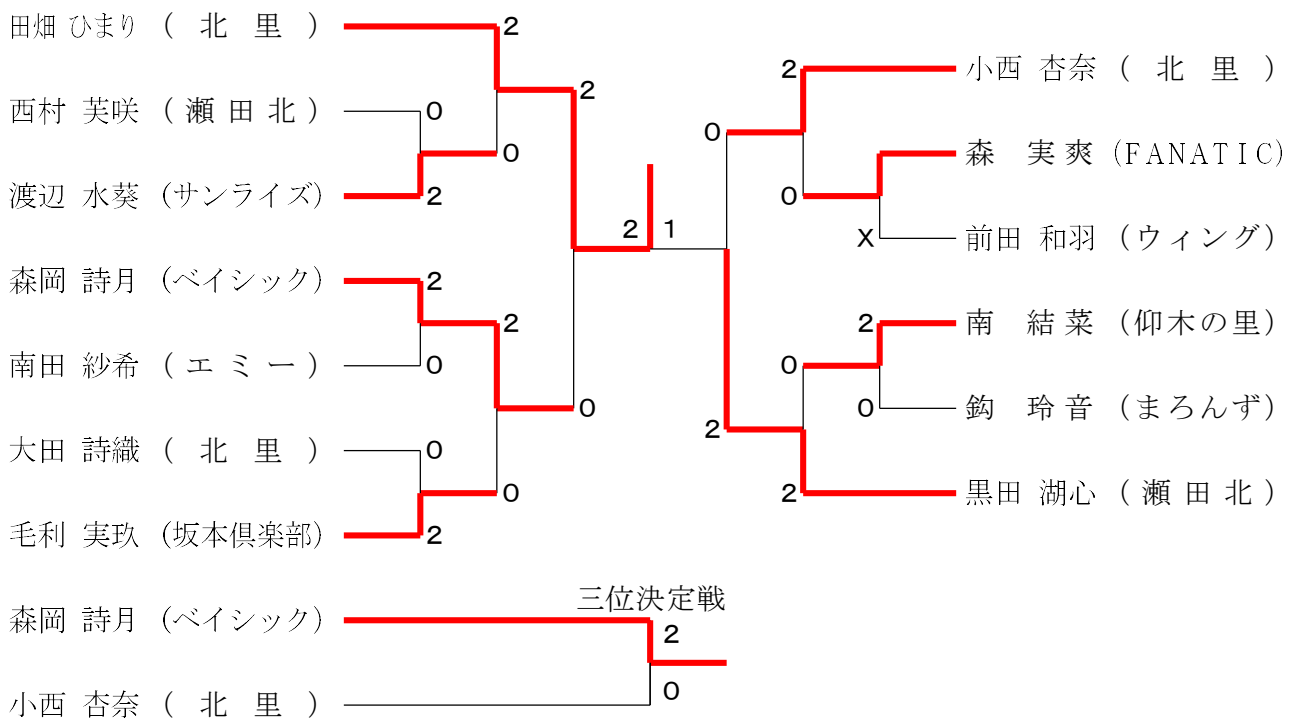 田畑 ひまり ( 北 里 )
2
西村 芙咲 ( 瀬 田 北 )
0
2
0
渡辺 水葵 (サンライズ)
2
森岡 詩月 (ベイシック)
2
2
南田 紗希 ( エ ミ ー )
0
0
大田 詩織 ( 北 里 )
0
0
毛利 実玖 (坂本倶楽部)
2
2 1
2
小西 杏奈 ( 北 里 )
0
森 実爽 (FANATIC)
0
X
前田 和羽 (ウィング)
2
南 結菜 (仰木の里)
0
0
鈎 玲音 (まろんず)
2
2
黒田 湖心 ( 瀬 田 北 )
三位決定戦
森岡 詩月 (ベイシック)
2
0
小西 杏奈 ( 北 里 )